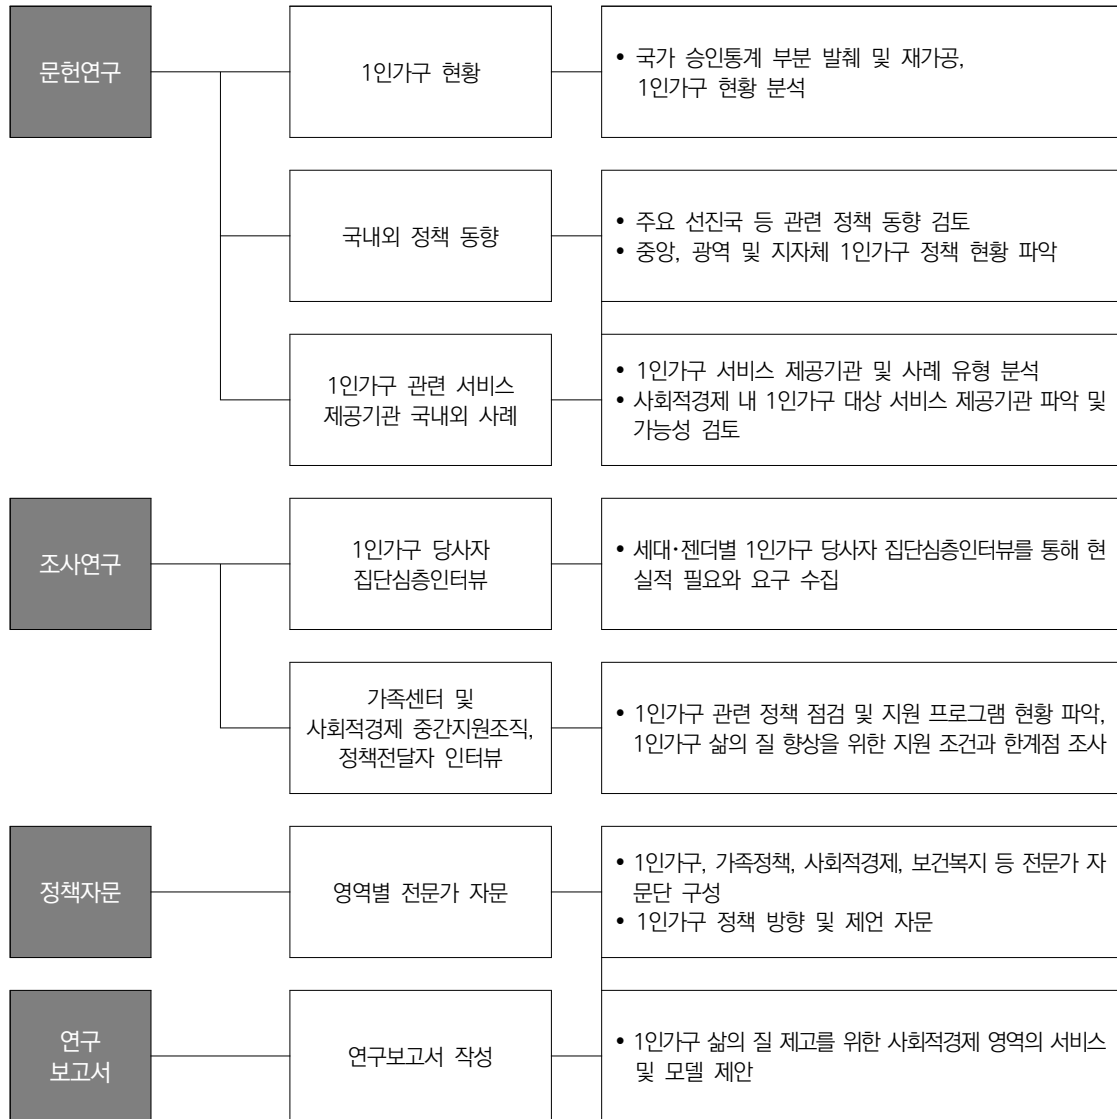 문헌연구
1인가구 현황
• 국가 승인통계 부분 발췌 및 재가공,
1인가구 현황 분석
국내외 정책 동향
• 주요 선진국 등 관련 정책 동향 검토
• 중앙, 광역 및 지자체 1인가구 정책 현황 파악
1인가구 관련 서비스
제공기관 국내외 사례
• 1인가구 서비스 제공기관 및 사례 유형 분석
• 사회적경제 내 1인가구 대상 서비스 제공기관 파악 및
가능성 검토
조사연구
1인가구 당사자
집단심층인터뷰
• 세대·젠더별 1인가구 당사자 집단심층인터뷰를 통해 현
실적 필요와 요구 수집
가족센터 및
사회적경제 중간지원조직,
정책전달자 인터뷰
• 1인가구 관련 정책 점검 및 지원 프로그램 현황 파악,
1인가구 삶의 질 향상을 위한 지원 조건과 한계점 조사
정책자문
영역별 전문가 자문
• 1인가구, 가족정책, 사회적경제, 보건복지 등 전문가 자
문단 구성
• 1인가구 정책 방향 및 제언 자문
연구
보고서
연구보고서 작성
• 1인가구 삶의 질 제고를 위한 사회적경제 영역의 서비스
및 모델 제안